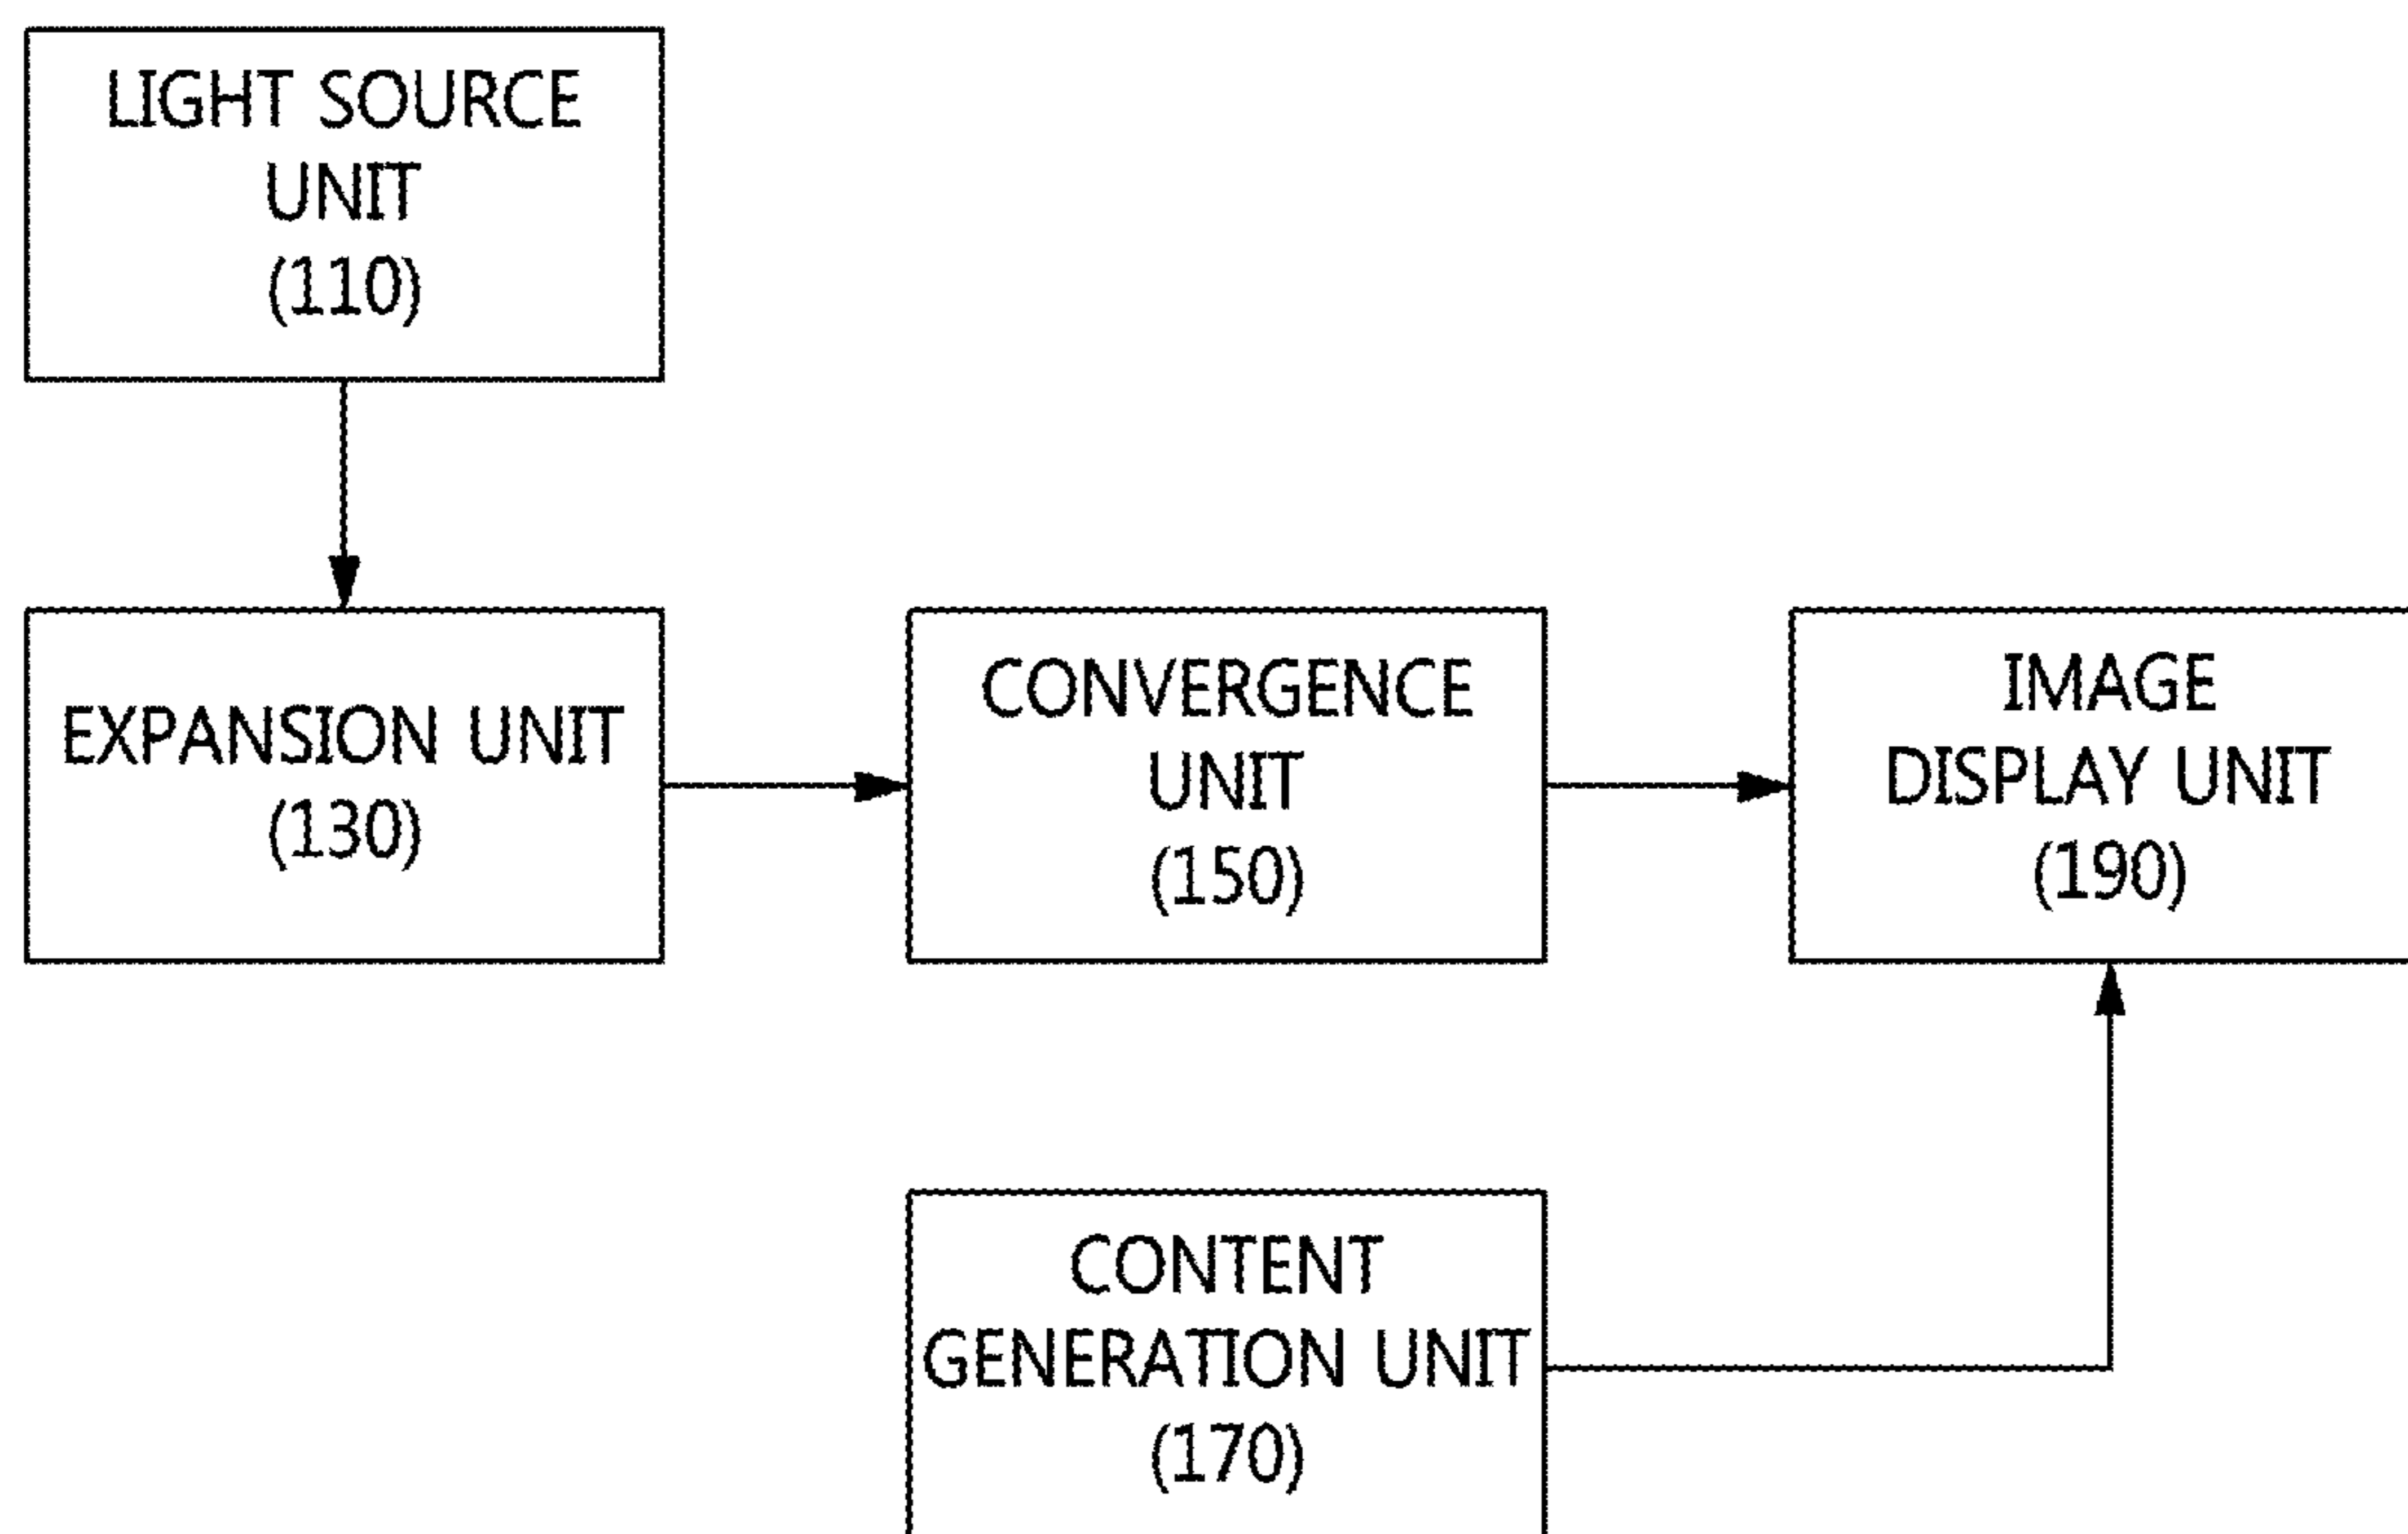 LIGHT SOURCE
UNIT
(110)
EXPANSION UNIT
(130)
CONVERGENCE
UNIT
(150)
IMAGE
DISPLAY UNIT
(190)
CONTENT
GENERATION UNIT
(170)